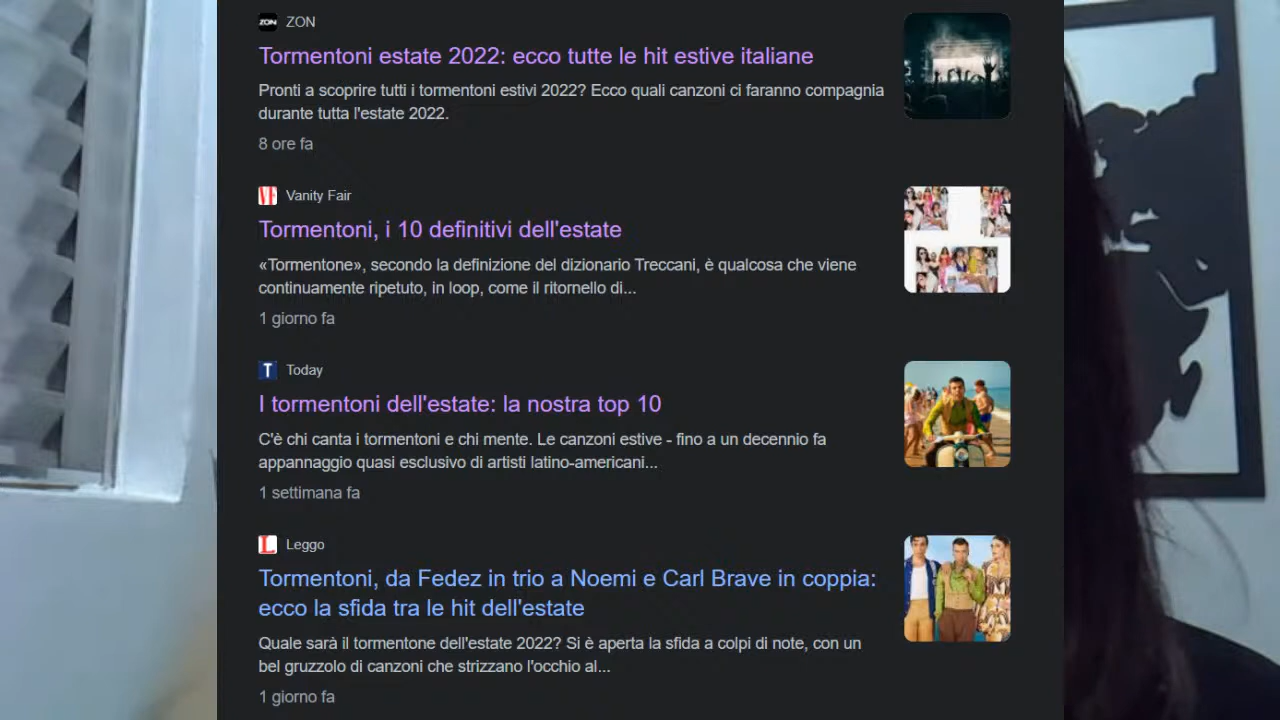 ZON
ZON
Tormentoni estate 2022: ecco tutte le hit estive italiane
Pronti a scoprire tutti i tormentoni estivi 2022? Ecco quali canzoni ci faranno compagnia
durante tutta l'estate 2022.
8 ore fa
VF
Vanity Fair
Tormentoni, i 10 definitivi dell'estate
«Tormentone», secondo la definizione del dizionario Treccani, è qualcosa che viene
continuamente ripetuto, in loop, come il ritornello di...
1 giorno fa
T
Today
I tormentoni dell'estate: la nostra top 10
C'è chi canta i tormentoni e chi mente. Le canzoni estive - fino a un decennio fa
appannaggio quasi esclusivo di artisti latino-americani...
1 settimana fa
L
Leggo
Tormentoni, da Fedez in trio a Noemi e Carl Brave in coppia:
ecco la sfida tra le hit dell'estate
Quale sarà il tormentone dell'estate 2022? Si è aperta la sfida a colpi di note, con un
bel gruzzolo di canzoni che strizzano l'occhio al...
1 giorno fa